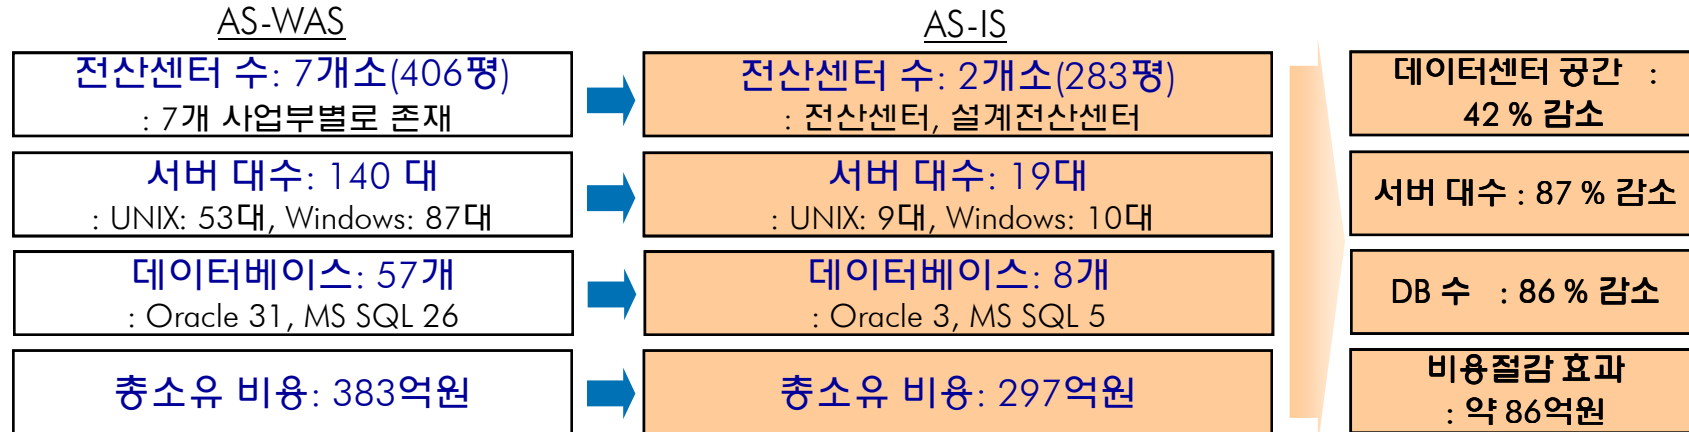 AS-WAS
AS-IS
전산센터 수: 7개소(406평)
: 7개 사업부별로 존재
전산센터 수: 2개소(283평)
: 전산센터, 설계전산센터
데이터센터 공간 :
42 % 감소
서버 대수: 140 대
: UNIX: 53대, Windows: 87대
서버 대수: 19대
: UNIX: 9대, Windows: 10대
서버 대수 : 87 % 감소
데이터베이스: 57개
: Oracle 31, MS SQL 26
데이터베이스: 8개
: Oracle 3, MS SQL 5
DB 수 : 86 % 감소
총소유 비용: 383억원
총소유 비용: 297억원
비용절감 효과
: 약 86억원